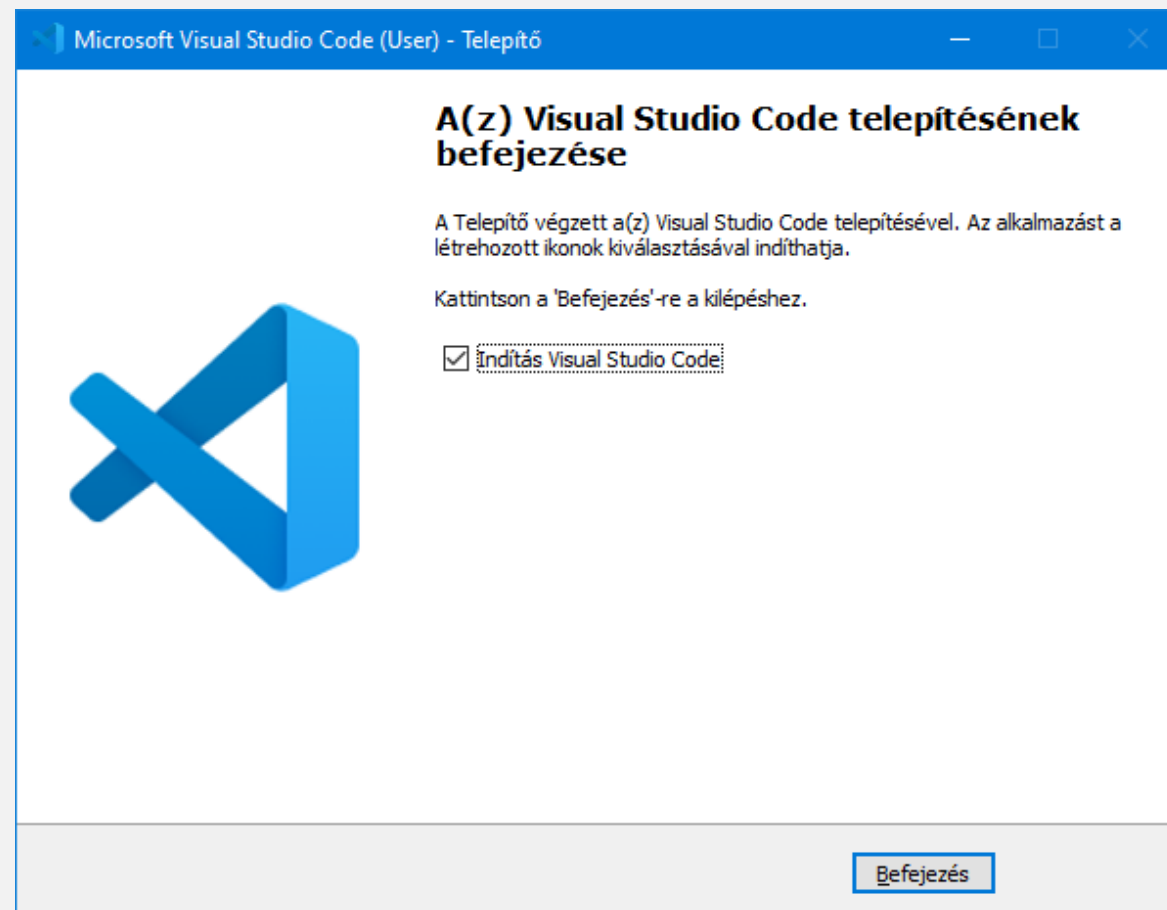 Microsoft Visual Studio Code (User) - Telepítő
A(z) Visual Studio Code telepítésének
befejezése
A Telepítő végzett a(z) Visual Studio Code telepítésével. Az alkalmazást a
létrehozott ikonok kiválasztásával indíthatja.
Kattintson a 'Befejezés'-re a kilépéshez.
Indítás Visual Studio Code
Befejezés